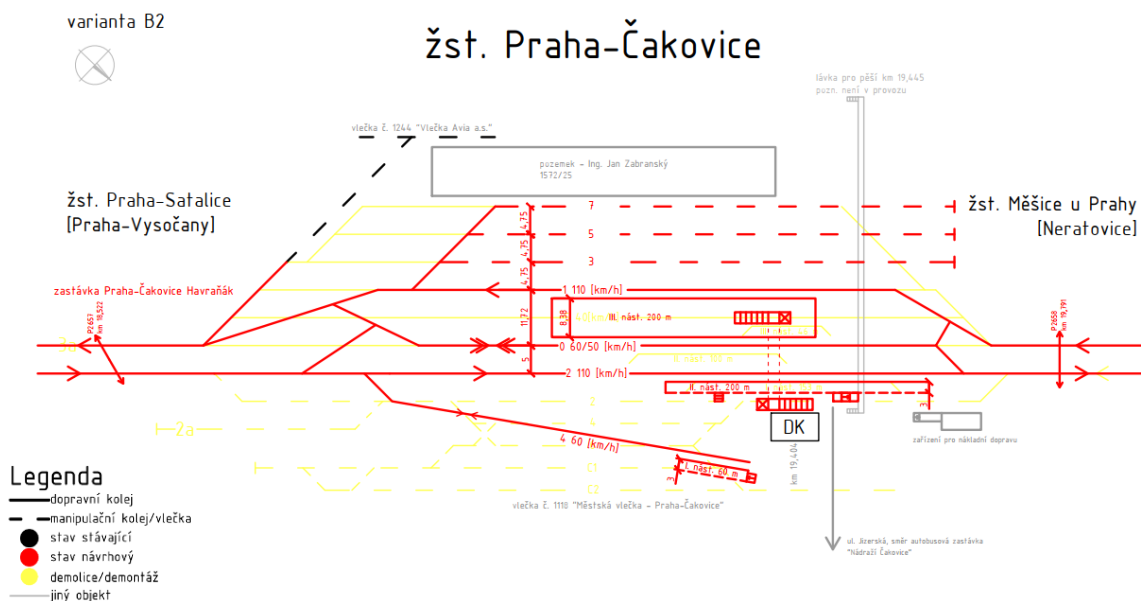 varianta B2
žst. Praha-Čakovice
lávka pro pěší km 19,445
pozn. není v provozu
vlečka č. 1244 "Vlečka Avia a.s."
puzemek - Ing. Jan Zabranský
1572/25
žst. Praha-Satalice
[Praha-Vysočany]
žst. Měšice u Prahy
[Neratovice]
7
4,75
5
4,75
3
4,75
zastávka Praha-Čakovice Havraňák
1 110 [km/h]
P2657
km 18,522
P2658
km 19,791
11,72
8,38
III. nást. 200 m
3a
0 60/50 [km/h]
5
2 110 [km/h]
II. nást. 200 m
3
2
4
2a
DK
km 19,404
zařízení pro nákladní dopravu
4 60 [km/h]
I. nást. 60 m
3
C1
C2
vlečka č. 1118 "Městská vlečka - Praha-Čakovice"
ul. Jizerská, směr autobusová zastávka
"Nádraží Čakovice"
Legenda
dopravní kolej
manipulační kolej/vlečka
stav stávající
stav návrhový
demolice/demontáž
jiný objekt